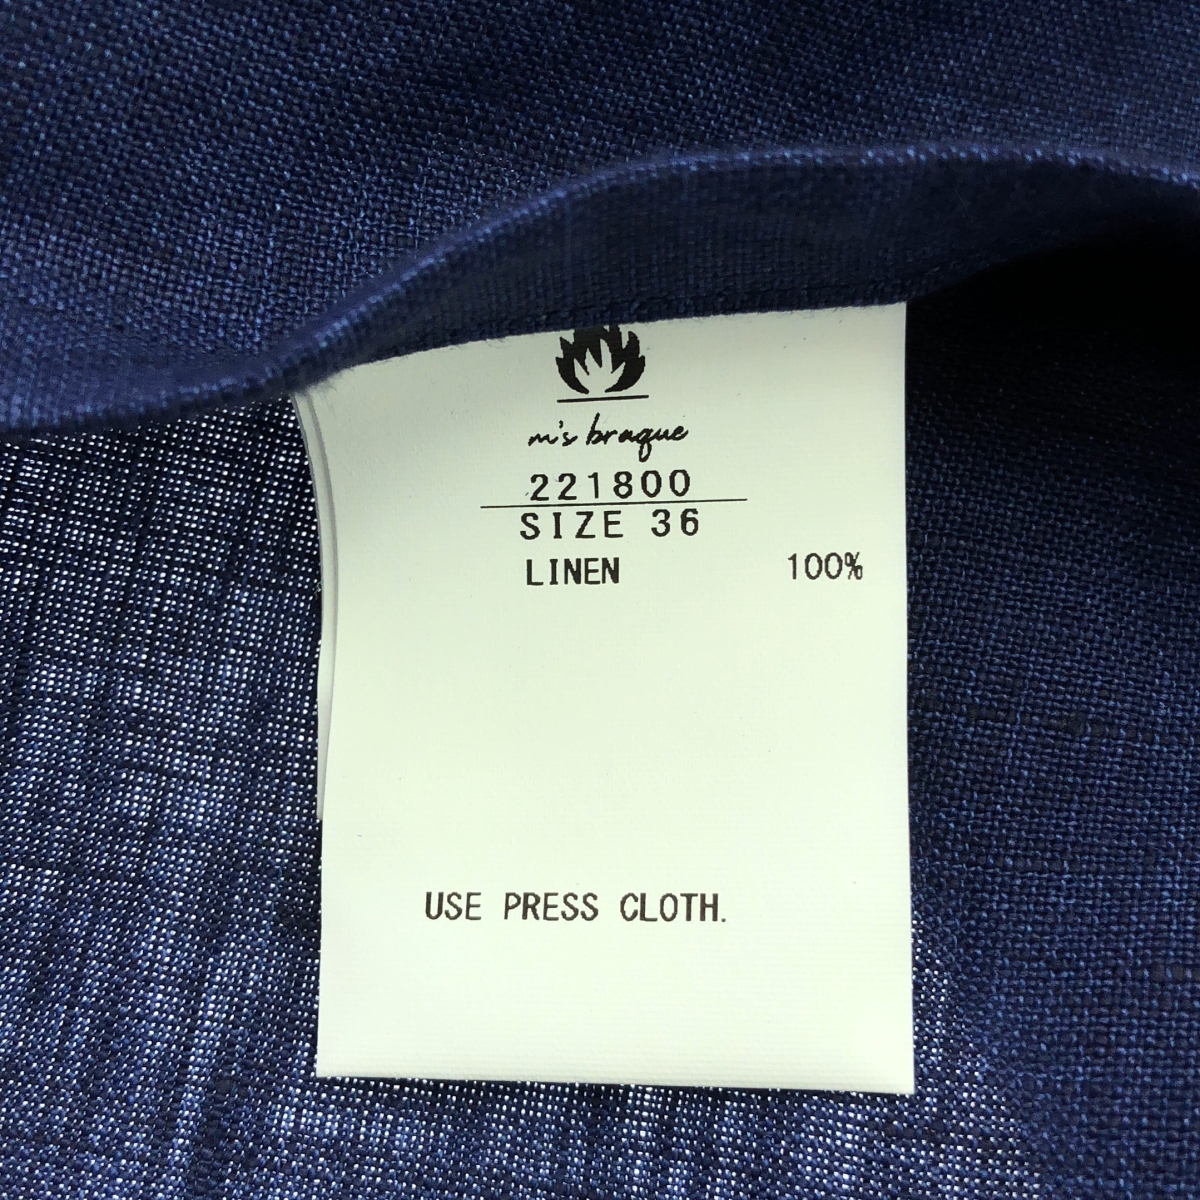 m's braque
221800
SIZE 36
LINEN 100%
USE PRESS CLOTH.